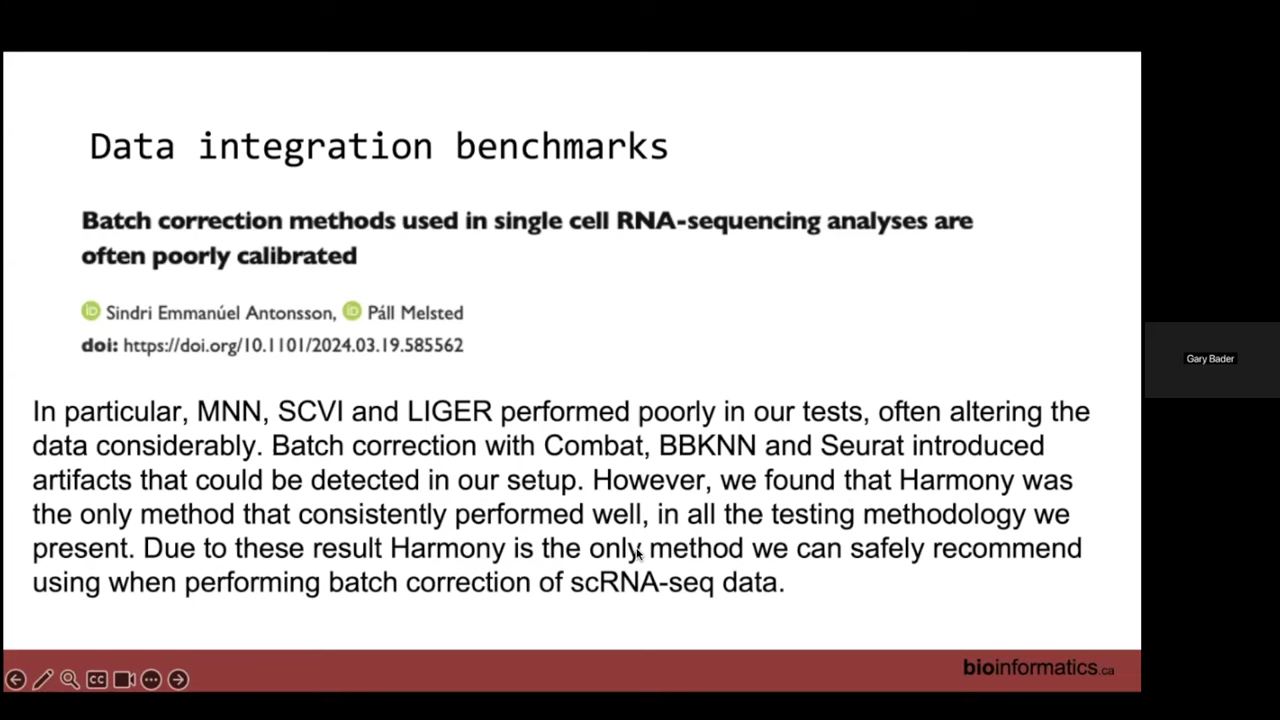 Data integration benchmarks
Batch correction methods used in single cell RNA-sequencing analyses are
often poorly calibrated
iD Sindri Emmanúel Antonsson, iD Páll Melsted
doi: https://doi.org/10.1101/2024.03.19.585562
In particular, MNN, SCVI and LIGER performed poorly in our tests, often altering the
data considerably. Batch correction with Combat, BBKNN and Seurat introduced
artifacts that could be detected in our setup. However, we found that Harmony was
the only method that consistently performed well, in all the testing methodology we
present. Due to these result Harmony is the only method we can safely recommend
using when performing batch correction of scRNA-seq data.
Gary Bader
CC
bioinformatics.ca